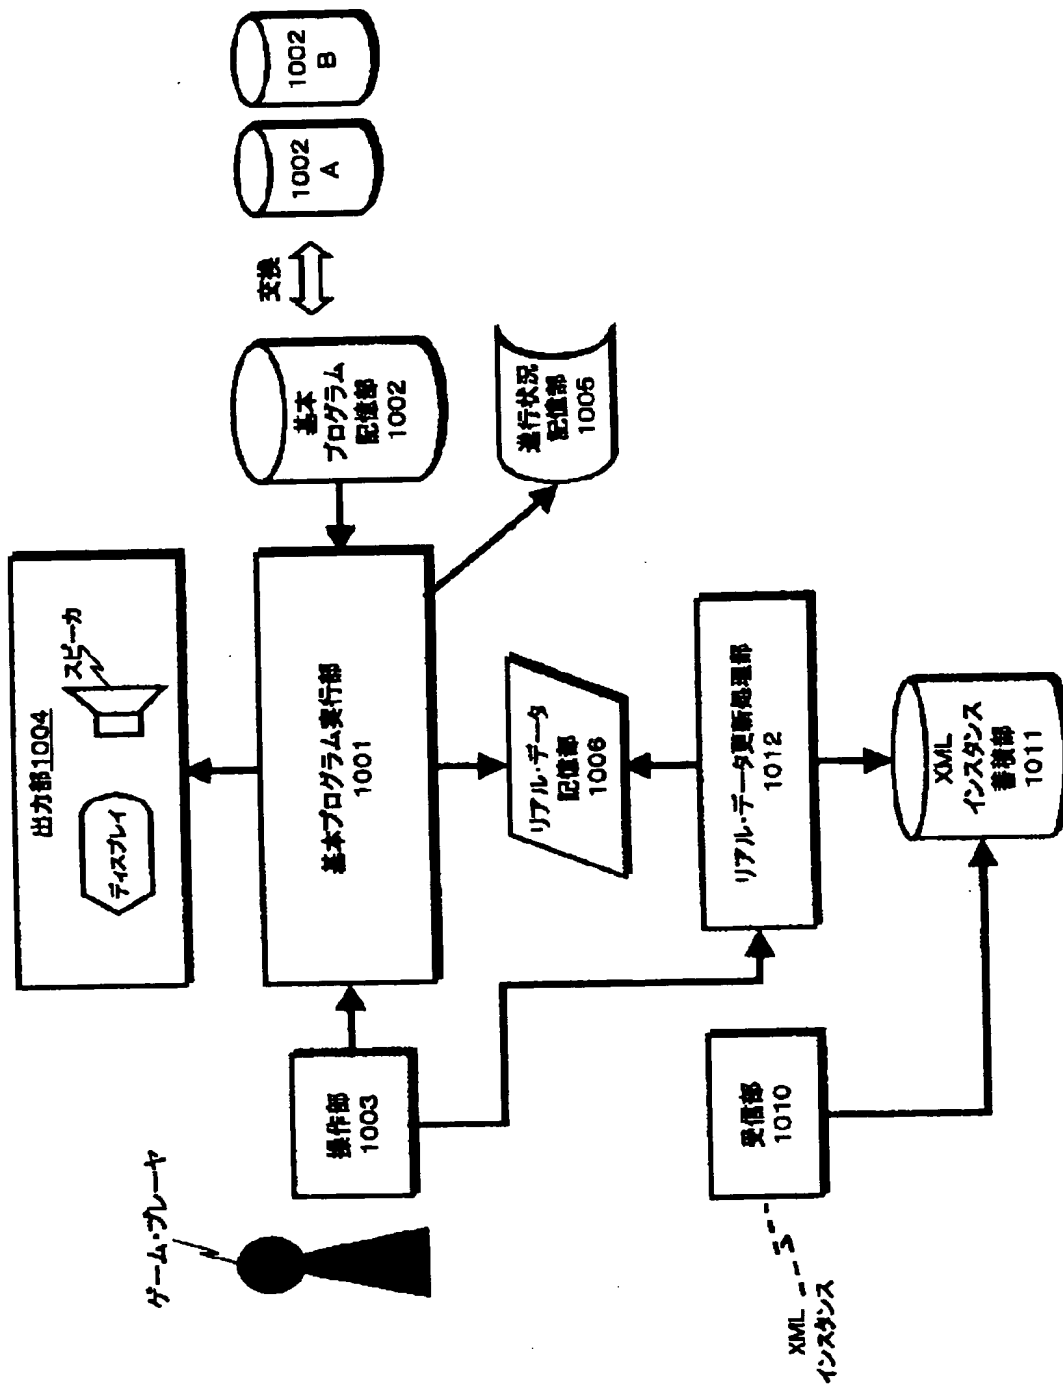 出力部1004
ディスプレイ
スピーカ
ゲーム・プレーヤ
操作部
1003
基本プログラム実行部
1001
基本
プログラム
記憶部
1002
交換
1002
A
1002
B
進行状況
記憶部
1005
リアル・データ
記憶部
1006
XML
インスタンス
受信部
1010
リアル・データ更新処理部
1012
XML
インスタンス
蓄積部
1011